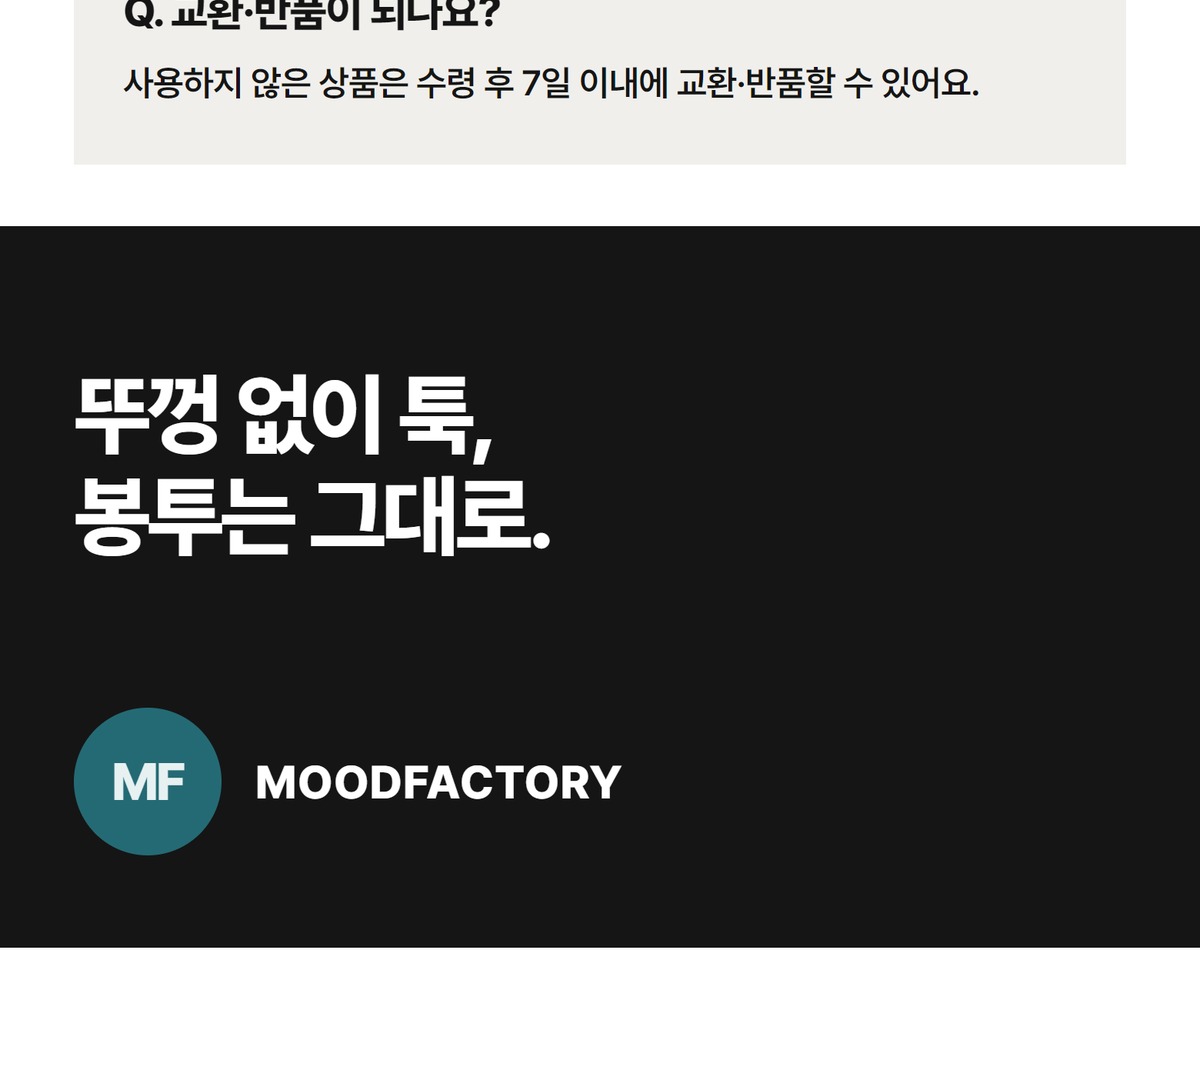 Q. 교환·반품이 되나요?
사용하지 않은 상품은 수령 후 7일 이내에 교환·반품할 수 있어요.
뚜껑 없이 툭,
봉투는 그대로.
MF
MOODFACTORY